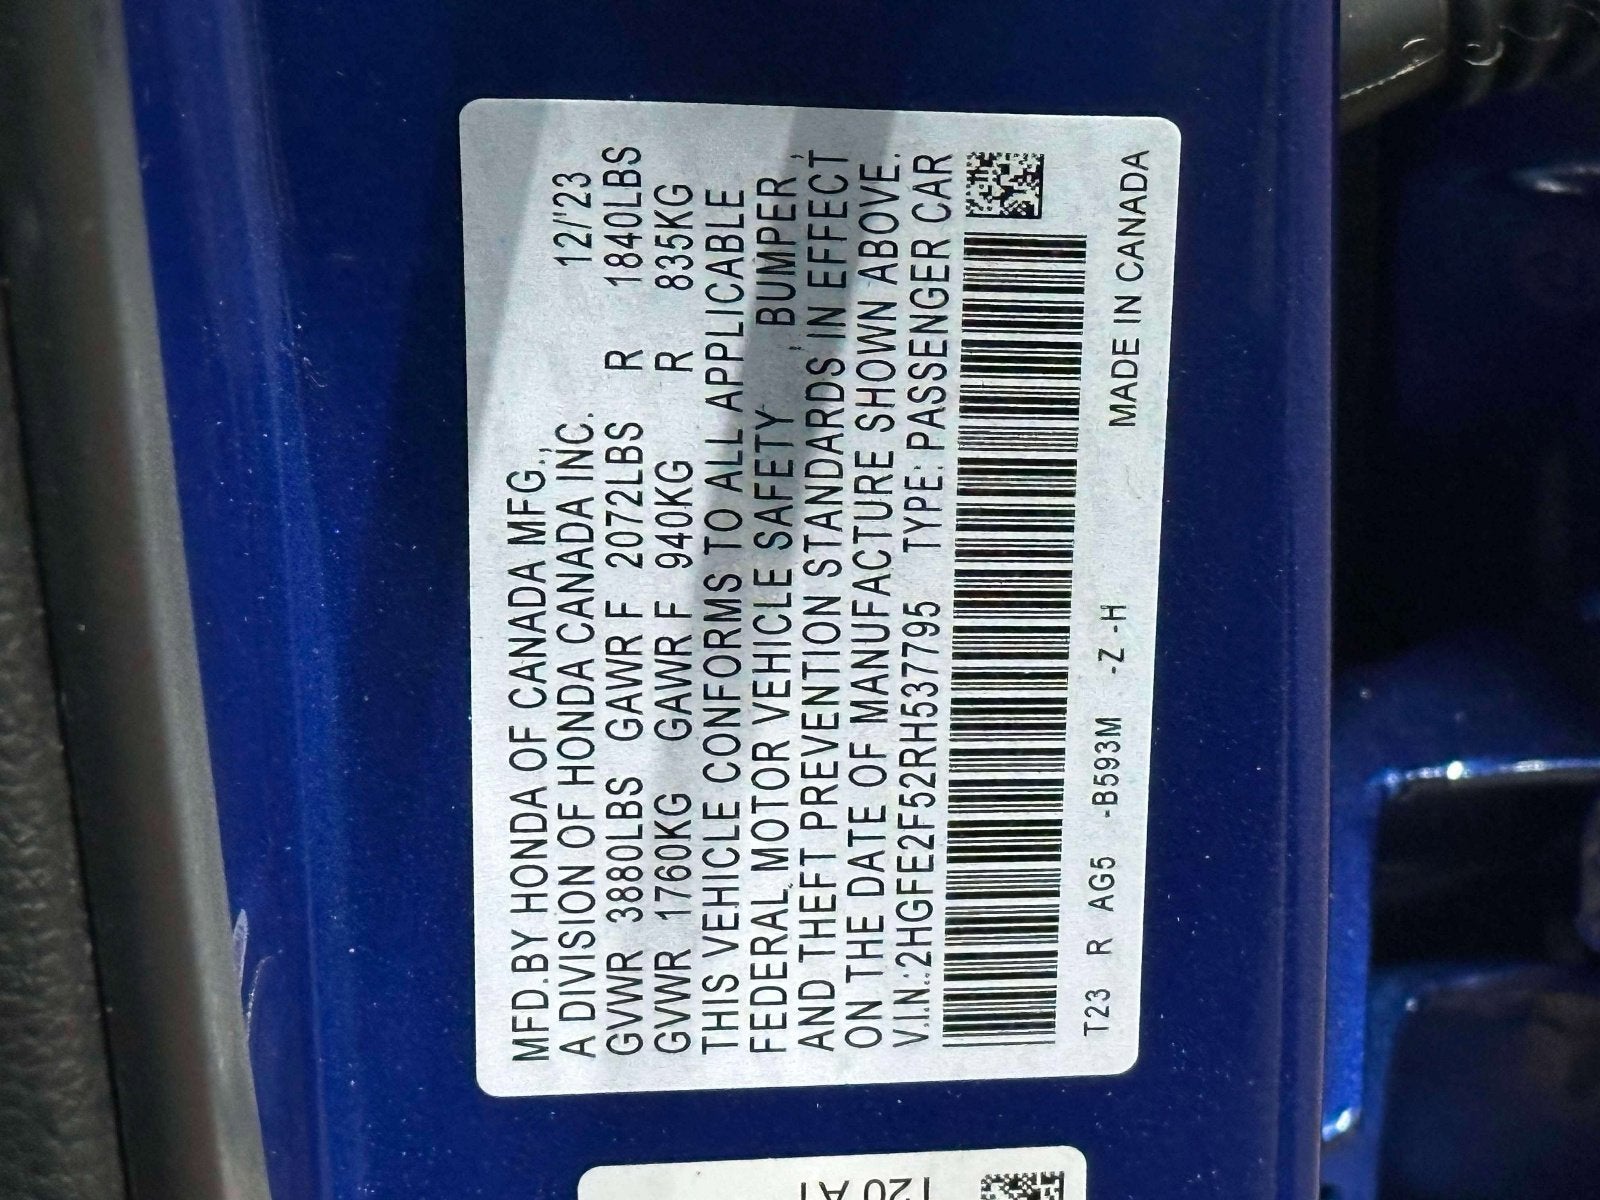 MFD.BY HONDA OF CANADA MFG.,
A DIVISION OF HONDA CANADA INC. 12/'23
GVWR 3880LBS GAWR F 2072LBS R 1840LBS
GVWR 1760KG GAWR F 940KG R 835KG
THIS VEHICLE CONFORMS TO ALL APPLICABLE
FEDERAL MOTOR VEHICLE SAFETY, BUMPER,
AND THEFT PREVENTION STANDARDS IN EFFECT
ON THE DATE OF MANUFACTURE SHOWN ABOVE.
V.I.N.:2HGFE2F52RH537795 TYPE:PASSENGER CAR
T23 R AG5 -B593M -Z -H MADE IN CANADA